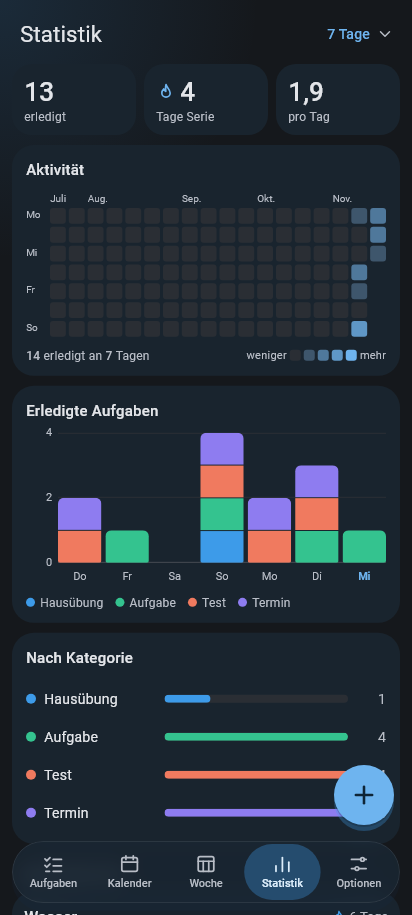 Statistik
7 Tage
13
erledigt
4
Tage Serie
1,9
pro Tag
Aktivität
Juli Aug. Sep. Okt. Nov.
Mo
Mi
Fr
So
14 erledigt an 7 Tagen
weniger mehr
Erledigte Aufgaben
4
2
0
Do Fr Sa So Mo Di Mi
Hausübung Aufgabe Test Termin
Nach Kategorie
Hausübung 1
Aufgabe 4
Test
Termin
Aufgaben Kalender Woche Statistik Optionen